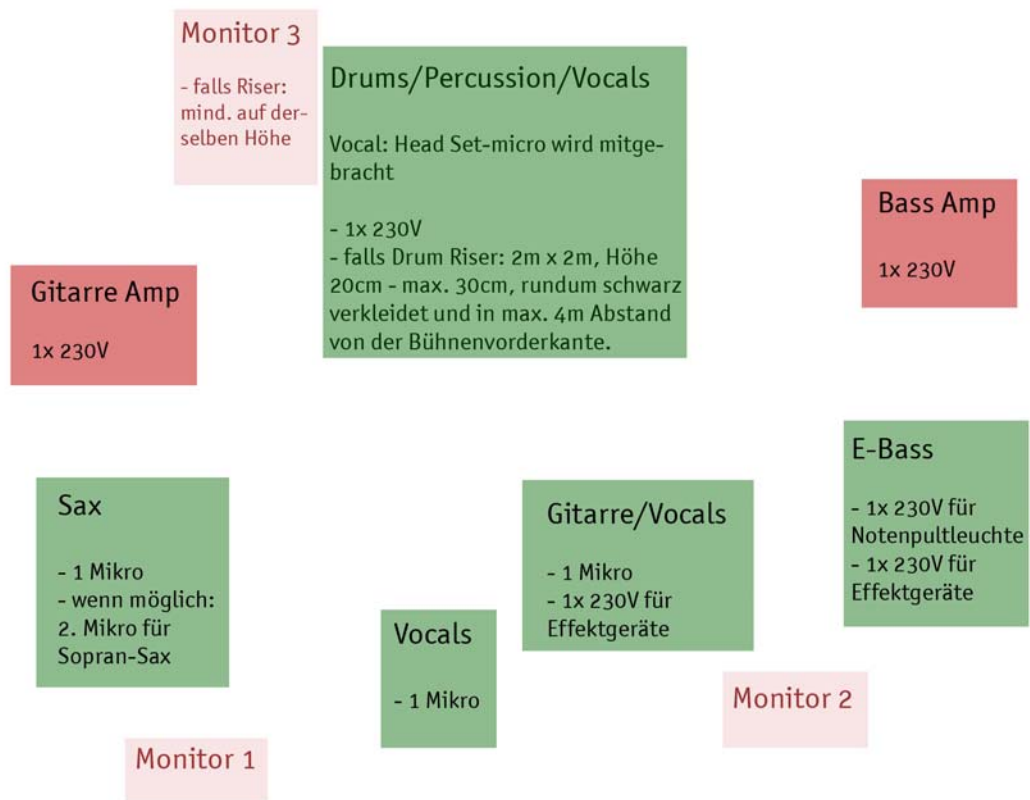 Monitor 3
- falls Riser:
mind. auf der-
selben Höhe
Drums/Percussion/Vocals
Vocal: Head Set-micro wird mitge-
bracht
- 1x 230V
- falls Drum Riser: 2m x 2m, Höhe
20cm - max. 30cm, rundum schwarz
verkleidet und in max. 4m Abstand
von der Bühnenvorderkante.
Bass Amp
1x 230V
Gitarre Amp
1x 230V
Sax
- 1 Mikro
- wenn möglich:
2. Mikro für
Sopran-Sax
Vocals
- 1 Mikro
Gitarre/Vocals
- 1 Mikro
- 1x 230V für
Effektgeräte
E-Bass
- 1x 230V für
Notenpultleuchte
- 1x 230V für
Effektgeräte
Monitor 1
Monitor 2